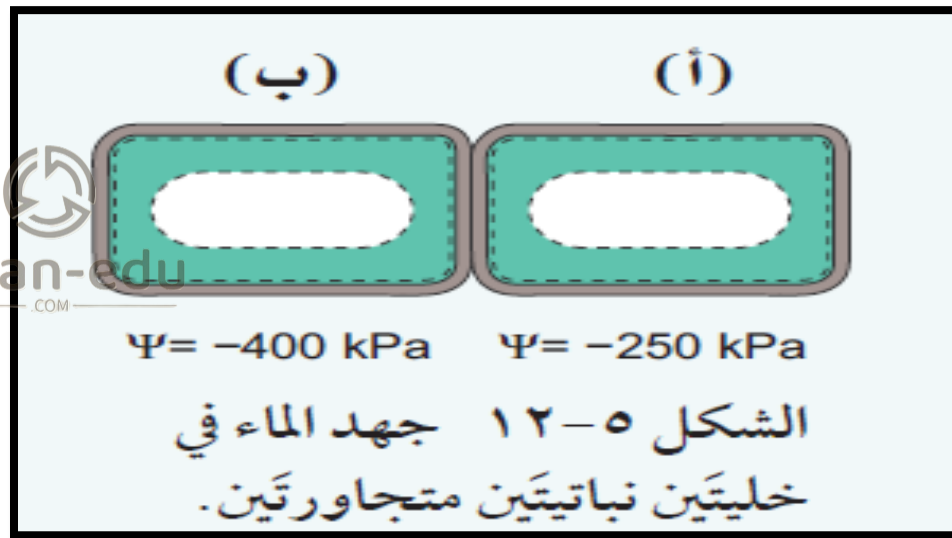 (أ) (ب)
an-edu
.COM
Ψ= −400 kPa Ψ= −250 kPa
الشكل ٥-١٢ جهد الماء في
خليتَين نباتيتَين متجاورتَين.